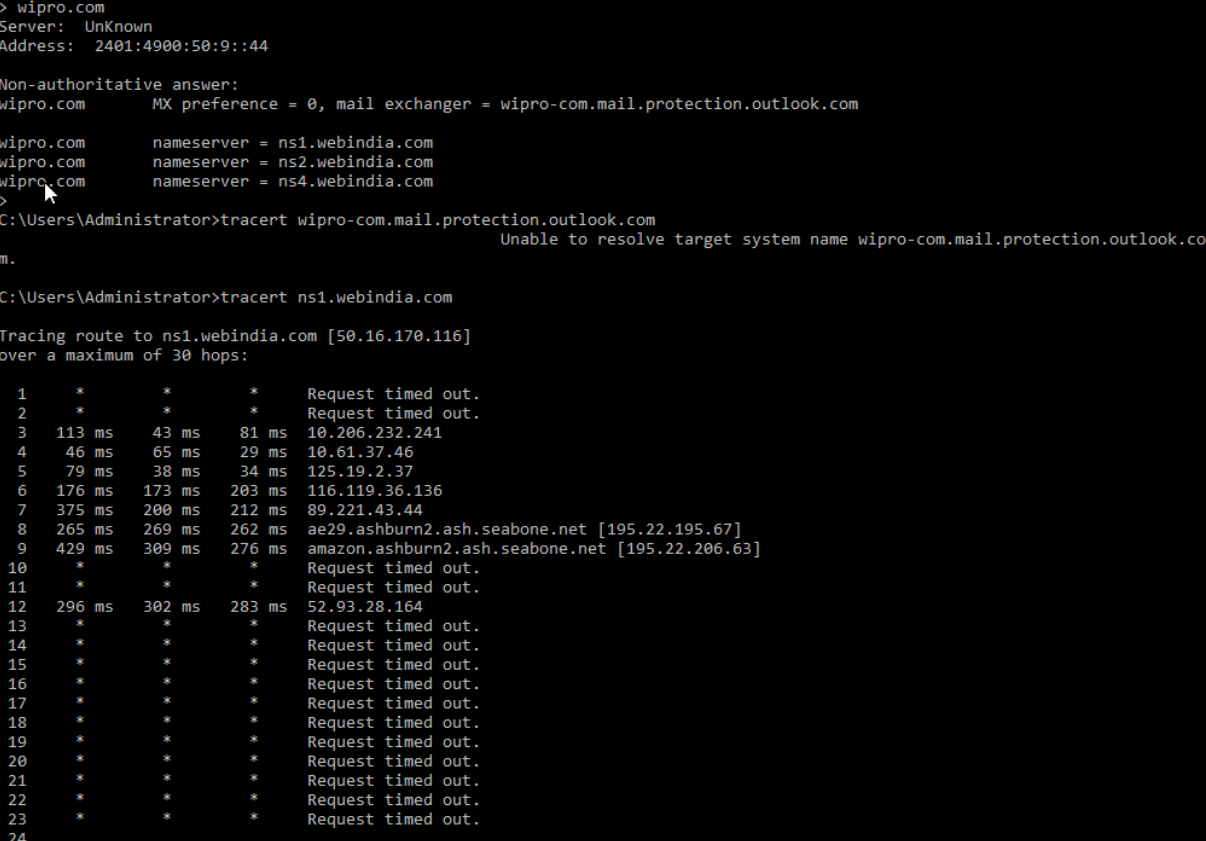 > wipro.com
Server:  UnKnown
Address:  2401:4900:50:9::44
Non-authoritative answer:
wipro.com       MX preference = 0, mail exchanger = wipro-com.mail.protection.outlook.com
wipro.com       nameserver = ns1.webindia.com
wipro.com       nameserver = ns2.webindia.com
wipro.com       nameserver = ns4.webindia.com
>
C:\Users\Administrator>tracert wipro-com.mail.protection.outlook.com
Unable to resolve target system name wipro-com.mail.protection.outlook.co
m.
C:\Users\Administrator>tracert ns1.webindia.com
Tracing route to ns1.webindia.com [50.16.170.116]
over a maximum of 30 hops:
  1     *        *        *     Request timed out.
  2     *        *        *     Request timed out.
  3   113 ms    43 ms    81 ms  10.206.232.241
  4    46 ms    65 ms    29 ms  10.61.37.46
  5    79 ms    38 ms    34 ms  125.19.2.37
  6   176 ms   173 ms   203 ms  116.119.36.136
  7   375 ms   200 ms   212 ms  89.221.43.44
  8   265 ms   269 ms   262 ms  ae29.ashburn2.ash.seabone.net [195.22.195.67]
  9   429 ms   309 ms   276 ms  amazon.ashburn2.ash.seabone.net [195.22.206.63]
 10     *        *        *     Request timed out.
 11     *        *        *     Request timed out.
 12   296 ms   302 ms   283 ms  52.93.28.164
 13     *        *        *     Request timed out.
 14     *        *        *     Request timed out.
 15     *        *        *     Request timed out.
 16     *        *        *     Request timed out.
 17     *        *        *     Request timed out.
 18     *        *        *     Request timed out.
 19     *        *        *     Request timed out.
 20     *        *        *     Request timed out.
 21     *        *        *     Request timed out.
 22     *        *        *     Request timed out.
 23     *        *        *     Request timed out.
 24